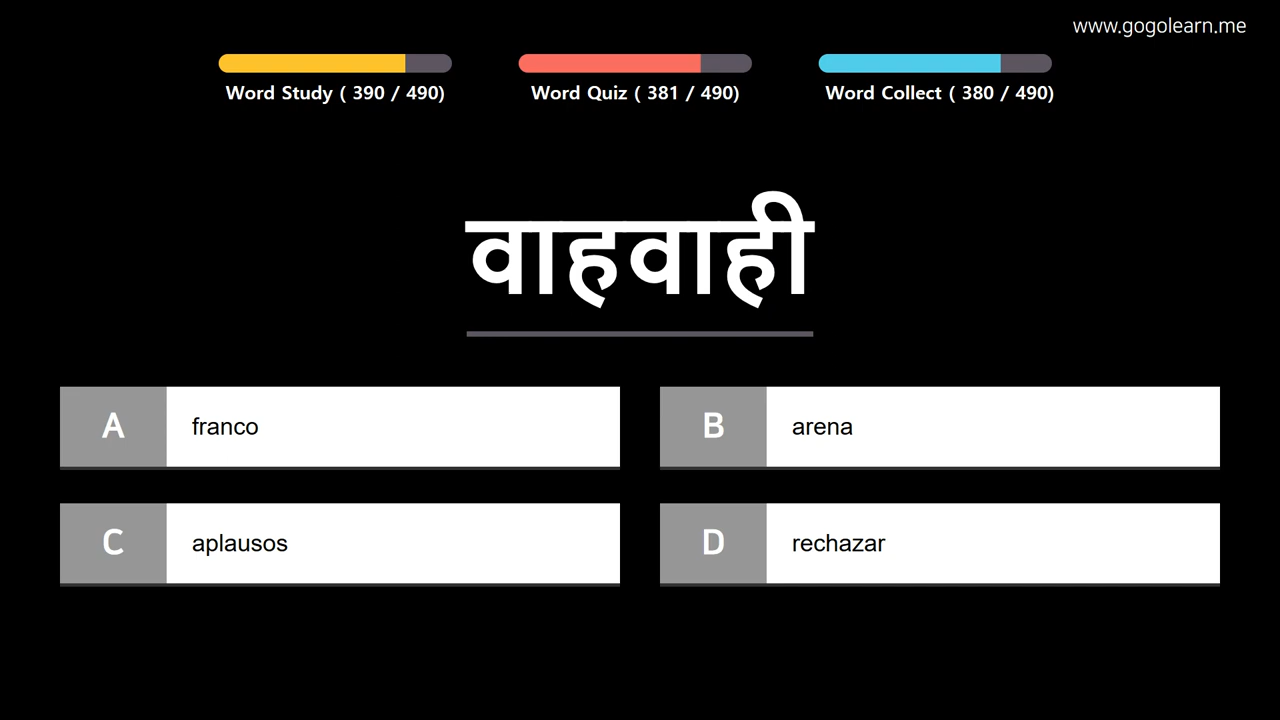 www.gogolearn.me
Word Study ( 390 / 490) Word Quiz ( 381 / 490) Word Collect ( 380 / 490)
वाहवाही
A franco
B arena
C aplausos
D rechazar